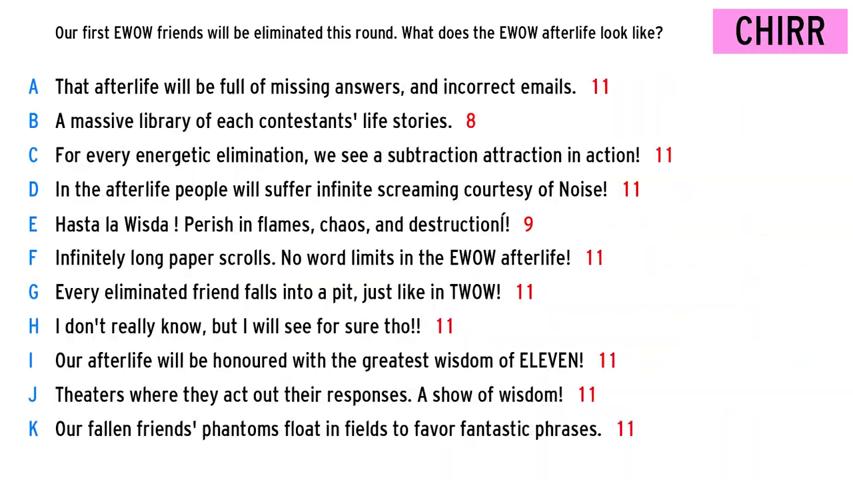 Our first EWOW friends will be eliminated this round. What does the EWOW afterlife look like?
CHIRR
A That afterlife will be full of missing answers, and incorrect emails. 11
B A massive library of each contestants' life stories. 8
C For every energetic elimination, we see a subtraction attraction in action! 11
D In the afterlife people will suffer infinite screaming courtesy of Noise! 11
E Hasta la Wisda ! Perish in flames, chaos, and destructionÍ! 9
F Infinitely long paper scrolls. No word limits in the EWOW afterlife! 11
G Every eliminated friend falls into a pit, just like in TWOW! 11
H I don't really know, but I will see for sure tho!! 11
I Our afterlife will be honoured with the greatest wisdom of ELEVEN! 11
J Theaters where they act out their responses. A show of wisdom! 11
K Our fallen friends' phantoms float in fields to favor fantastic phrases. 11